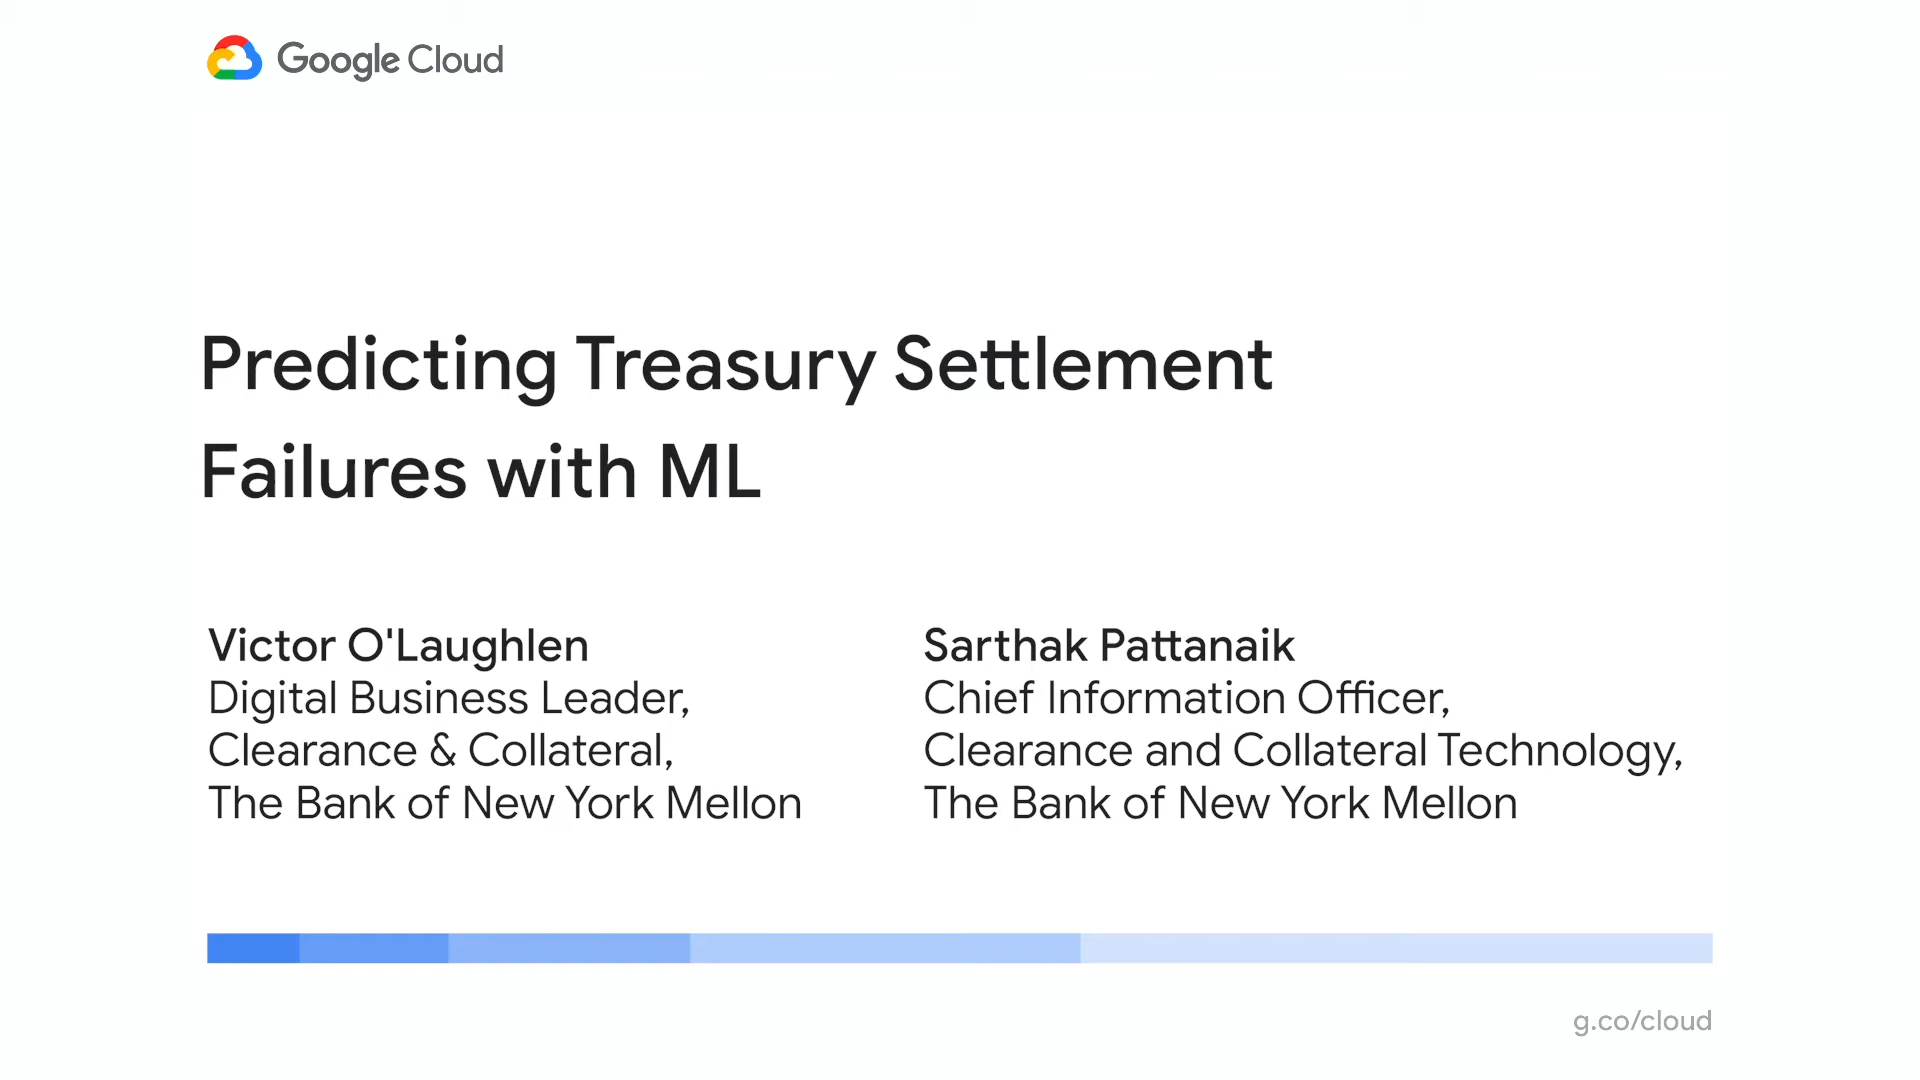 Google Cloud
Predicting Treasury Settlement
Failures with ML
Victor O'Laughlen
Digital Business Leader,
Clearance & Collateral,
The Bank of New York Mellon
Sarthak Pattanaik
Chief Information Officer,
Clearance and Collateral Technology,
The Bank of New York Mellon
g.co/cloud